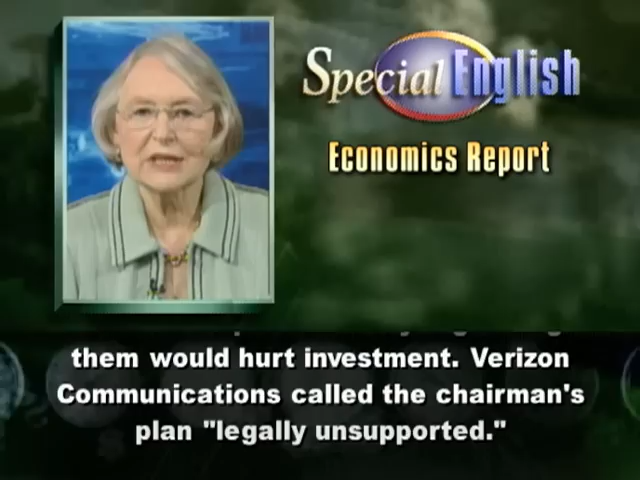 Special English
Economics Report
them would hurt investment. Verizon
Communications called the chairman's
plan "legally unsupported."